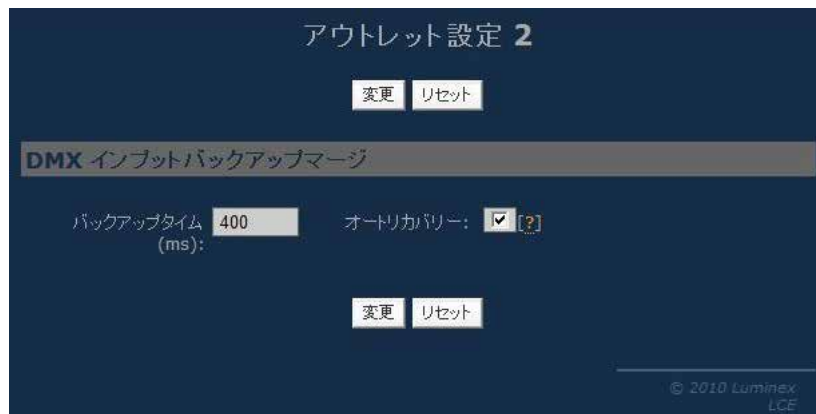 アウトレット設定 2
変更 リセット
DMX インプットバックアップマージ
バックアップタイム 400 オートリカバリー: [?]
(ms):
変更 リセット
© 2010 Luminex
LCE